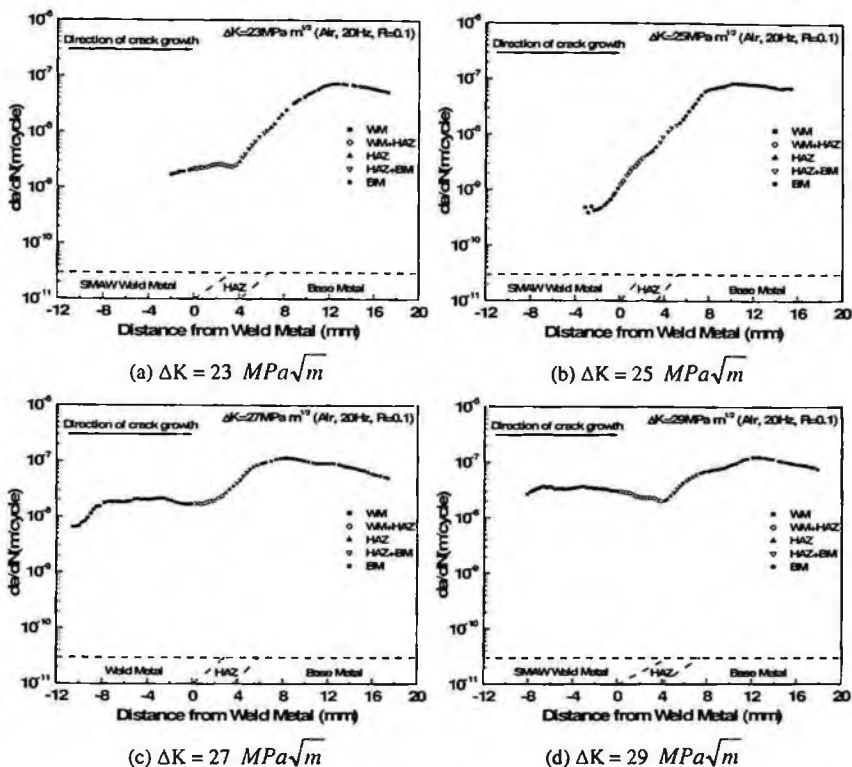 Direction of crack growth
ΔK=23MPa m^1/2 (Air, 20Hz, R=0.1)
da/dN(m/cycle)
10^-6
10^-7
10^-8
10^-9
10^-10
10^-11
WM
WM+HAZ
HAZ
HAZ+BM
BM
SMAW Weld Metal
HAZ
Base Metal
-12 -8 -4 0 4 8 12 16 20
Distance from Weld Metal (mm)
(a) ΔK = 23 MPa√m
Direction of crack growth
ΔK=25MPa m^1/2 (Air, 20Hz, R=0.1)
da/dN(m/cycle)
10^-6
10^-7
10^-8
10^-9
10^-10
10^-11
WM
WM+HAZ
HAZ
HAZ+BM
BM
SMAW Weld Metal
HAZ
Base Metal
-12 -8 -4 0 4 8 12 16 20
Distance from Weld Metal (mm)
(b) ΔK = 25 MPa√m
Direction of crack growth
ΔK=27MPa m^1/2 (Air, 20Hz, R=0.1)
da/dN(m/cycle)
10^-6
10^-7
10^-8
10^-9
10^-10
10^-11
WM
WM+HAZ
HAZ
HAZ+BM
BM
Weld Metal
HAZ
Base Metal
-12 -8 -4 0 4 8 12 16 20
Distance from Weld Metal (mm)
(c) ΔK = 27 MPa√m
Direction of crack growth
ΔK=29MPa m^1/2 (Air, 20Hz, R=0.1)
da/dN(m/cycle)
10^-6
10^-7
10^-8
10^-9
10^-10
10^-11
WM
WM+HAZ
HAZ
HAZ+BM
BM
SMAW Weld Metal
HAZ
Base Metal
-12 -8 -4 0 4 8 12 16 20
Distance from Weld Metal (mm)
(d) ΔK = 29 MPa√m